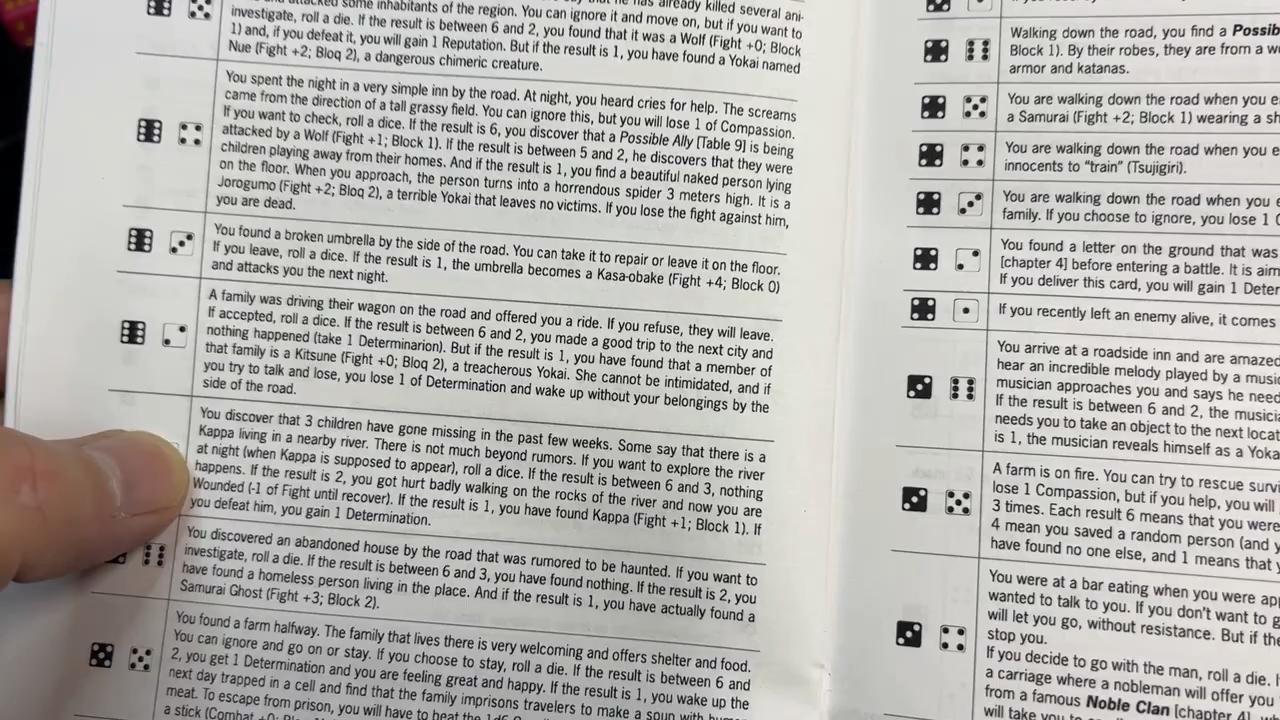 has already killed several ani-
attacked some inhabitants of the region. You can ignore it and move on, but if you want to
investigate, roll a die. If the result is between 6 and 2, you found that it was a Wolf (Fight +0; Block
1) and, if you defeat it, you will gain 1 Reputation. But if the result is 1, you have found a Yokai named
Nue (Fight +2; Bloq 2), a dangerous chimeric creature.
You spent the night in a very simple inn by the road. At night, you heard cries for help. The screams
came from the direction of a tall grassy field. You can ignore this, but you will lose 1 of Compassion.
If you want to check, roll a dice. If the result is 6, you discover that a Possible Ally [Table 9] is being
attacked by a Wolf (Fight +1; Block 1). If the result is between 5 and 2, he discovers that they were
children playing away from their homes. And if the result is 1, you find a beautiful naked person lying
on the floor. When you approach, the person turns into a horrendous spider 3 meters high. It is a
Jorogumo (Fight +2; Bloq 2), a terrible Yokai that leaves no victims. If you lose the fight against him,
you are dead.
You found a broken umbrella by the side of the road. You can take it to repair or leave it on the floor.
If you leave, roll a dice. If the result is 1, the umbrella becomes a Kasa-obake (Fight +4; Block 0)
and attacks you the next night.
A family was driving their wagon on the road and offered you a ride. If you refuse, they will leave.
If accepted, roll a dice. If the result is between 6 and 2, you made a good trip to the next city and
nothing happened (take 1 Determinarion). But if the result is 1, you have found that a member of
that family is a Kitsune (Fight +0; Bloq 2), a treacherous Yokai. She cannot be intimidated, and if
you try to talk and lose, you lose 1 of Determination and wake up without your belongings by the
side of the road.
You discover that 3 children have gone missing in the past few weeks. Some say that there is a
Kappa living in a nearby river. There is not much beyond rumors. If you want to explore the river
at night (when Kappa is supposed to appear), roll a dice. If the result is between 6 and 3, nothing
happens. If the result is 2, you got hurt badly walking on the rocks of the river and now you are
Wounded (-1 of Fight until recover). If the result is 1, you have found Kappa (Fight +1; Block 1). If
you defeat him, you gain 1 Determination.
You discovered an abandoned house by the road that was rumored to be haunted. If you want to
investigate, roll a die. If the result is between 6 and 3, you have found nothing. If the result is 2, you
have found a homeless person living in the place. And if the result is 1, you have actually found a
Samurai Ghost (Fight +3; Block 2).
You found a farm halfway. The family that lives there is very welcoming and offers shelter and food.
You can ignore and go on or stay. If you choose to stay, roll a die. If the result is between 6 and
2, you get 1 Determination and you are feeling great and happy. If the result is 1, you wake up the
next day trapped in a cell and find that the family imprisons travelers to make a soup with
meat. To escape from prison, you will have to beat the
a stick (Combat
Walking down the road, you find a Possib
Block 1). By their robes, they are from a w
armor and katanas.
You are walking down the road when you e
a Samurai (Fight +2; Block 1) wearing a sh
You are walking down the road when you e
innocents to “train” (Tsujigiri).
You are walking down the road when you e
family. If you choose to ignore, you lose 1
You found a letter on the ground that was
[chapter 4] before entering a battle. It is aim
If you deliver this card, you will gain 1 Deter
If you recently left an enemy alive, it comes
You arrive at a roadside inn and are amazed
hear an incredible melody played by a music
musician approaches you and says he need
If the result is between 6 and 2, the musicia
needs you to take an object to the next locat
is 1, the musician reveals himself as a Yoka
A farm is on fire. You can try to rescue survi
lose 1 Compassion, but if you help, you will
3 times. Each result 6 means that you were
4 mean you saved a random person (and y
have found no one else, and 1 means that y
You were at a bar eating when you were app
wanted to talk to you. If you don't want to g
will let you go, without resistance. But if the
stop you.
If you decide to go with the man, roll a die. I
a carriage where a nobleman will offer you
from a famous Noble Clan [chapter 4]
will take you to